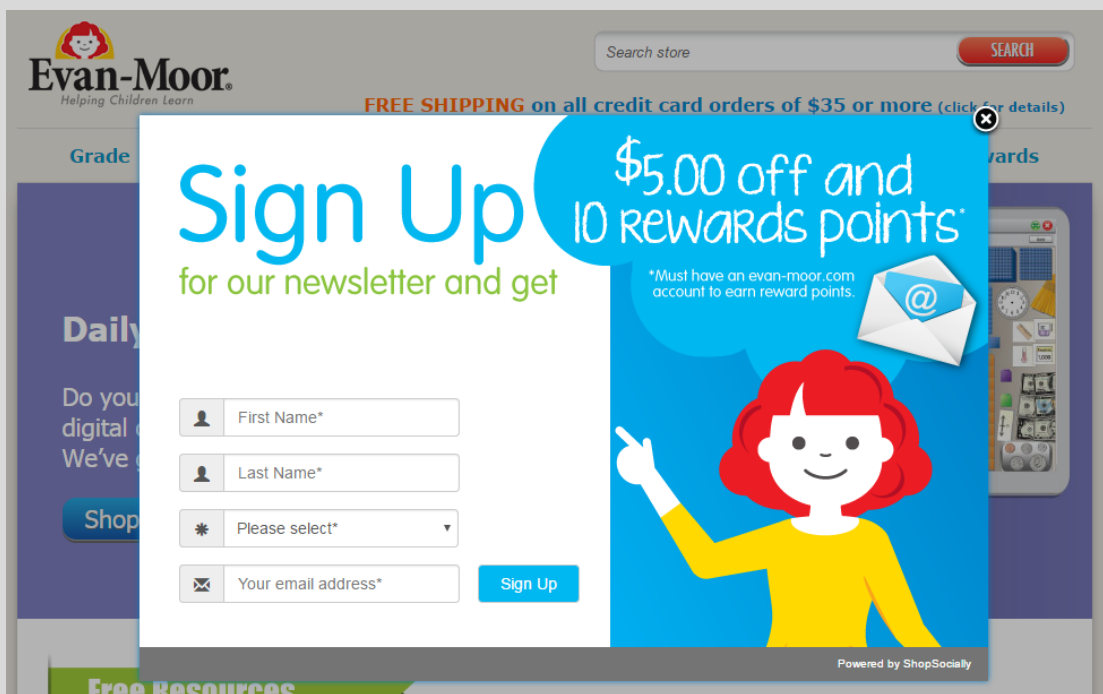 Evan-Moor®
Helping Children Learn
Search store
SEARCH
FREE SHIPPING on all credit card orders of $35 or more (click for details)
Grade
Sign Up
for our newsletter and get
$5.00 off and
10 Rewards points*
*Must have an evan-moor.com
account to earn reward points.
@
Daily
Do you
digital
We've
Shop
First Name*
Last Name*
Please select*
Your email address*
Sign Up
Powered by ShopSocially
Free Resources